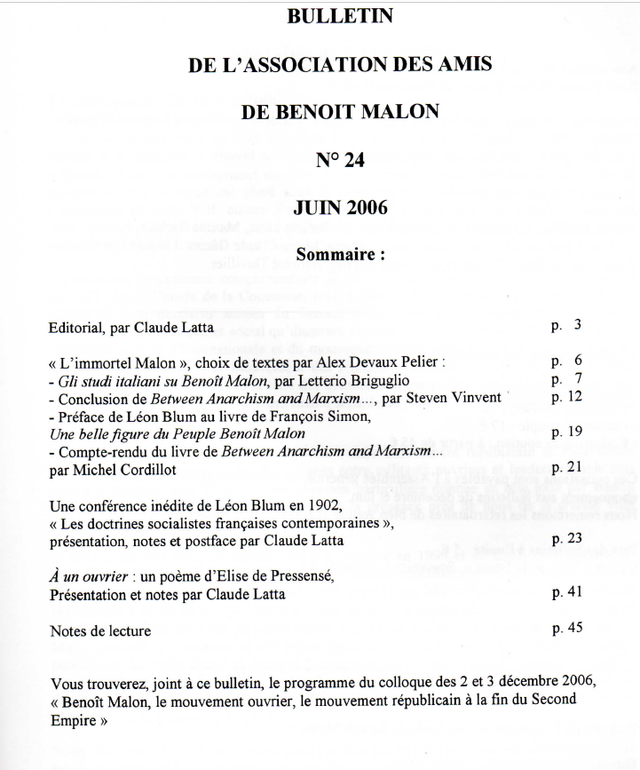 BULLETIN
DE L'ASSOCIATION DES AMIS
DE BENOIT MALON
N° 24
JUIN 2006
Sommaire :
Editorial, par Claude Latta p. 3
« L'immortel Malon », choix de textes par Alex Devaux Pelier : p. 6
- Gli studi italiani su Benoît Malon, par Letterio Briguglio p. 7
- Conclusion de Between Anarchism and Marxism..., par Steven Vinvent p. 12
- Préface de Léon Blum au livre de François Simon,
Une belle figure du Peuple Benoît Malon p. 19
- Compte-rendu du livre de Between Anarchism and Marxism...
par Michel Cordillot p. 21
Une conférence inédite de Léon Blum en 1902,
« Les doctrines socialistes françaises contemporaines »,
présentation, notes et postface par Claude Latta p. 23
À un ouvrier : un poème d'Elise de Pressensé,
Présentation et notes par Claude Latta p. 41
Notes de lecture p. 45
Vous trouverez, joint à ce bulletin, le programme du colloque des 2 et 3 décembre 2006,
« Benoît Malon, le mouvement ouvrier, le mouvement républicain à la fin du Second
Empire »